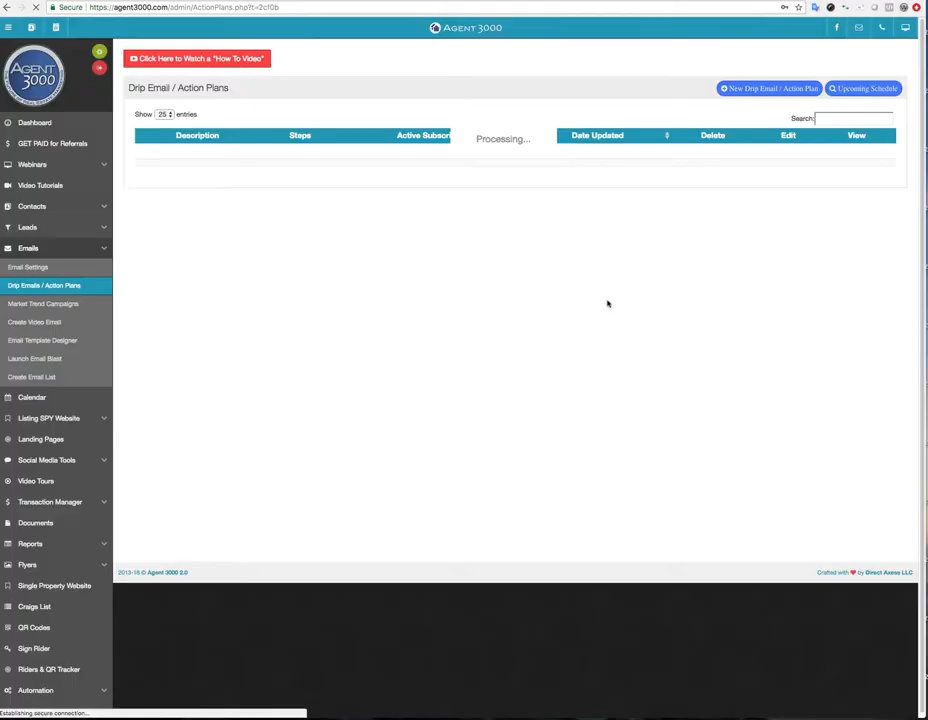 Secure https://agent3000.com/admin/ActionPlans.php?t=2cf0b
AGENT3000
AGENT 3000
Click Here to Watch a "How To Video"
Drip Email / Action Plans
New Drip Email / Action Plan
Upcoming Schedule
Show 25 entries
Search:
Description Steps Active Subscri Processing... Date Updated Delete Edit View
Dashboard
GET PAID for Referrals
Webinars
Video Tutorials
Contacts
Leads
Emails
Email Settings
Drip Emails / Action Plans
Market Trend Campaigns
Create Video Email
Email Template Designer
Launch Email Blast
Create Email List
Calendar
Listing SPY Website
Landing Pages
Social Media Tools
Video Tours
Transaction Manager
Documents
Reports
Flyers
Single Property Website
Craigs List
QR Codes
Sign Rider
Riders & QR Tracker
Automation
2013-16 © Agent 3000 2.0
Crafted with ❤ by Direct Axess LLC
Establishing secure connection...